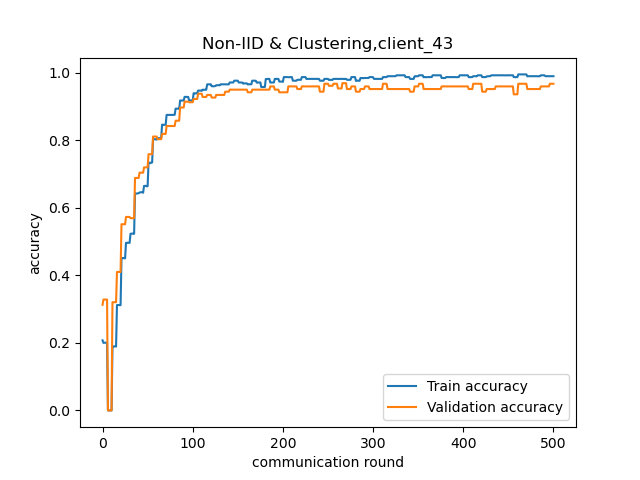 Non-IID & Clustering,client_43
accuracy
1.0
0.8
0.6
0.4
0.2
0.0
Train accuracy
Validation accuracy
0 100 200 300 400 500
communication round